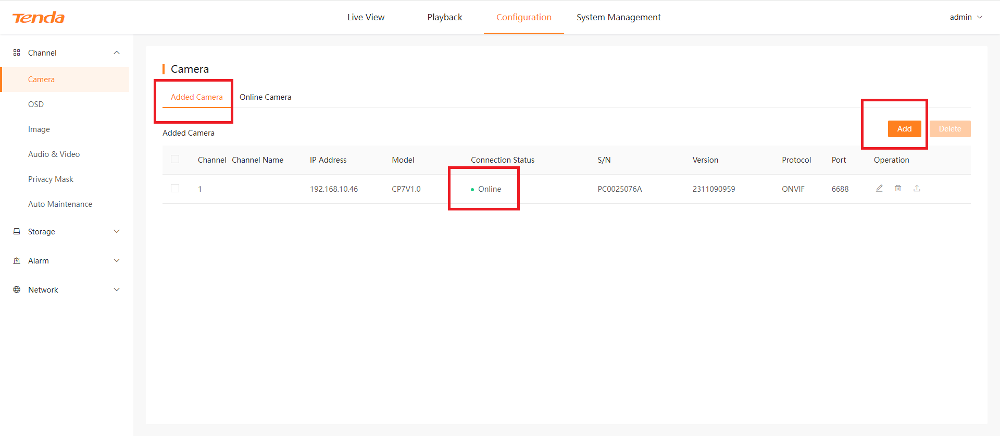 Tenda
Live View Playback Configuration System Management admin
Channel
Camera
OSD
Image
Audio & Video
Privacy Mask
Auto Maintenance
Storage
Alarm
Network
Camera
Added Camera Online Camera
Added Camera Add Delete
Channel Channel Name IP Address Model Connection Status S/N Version Protocol Port Operation
1 192.168.10.46 CP7V1.0 Online PC0025076A 2311090959 ONVIF 6688